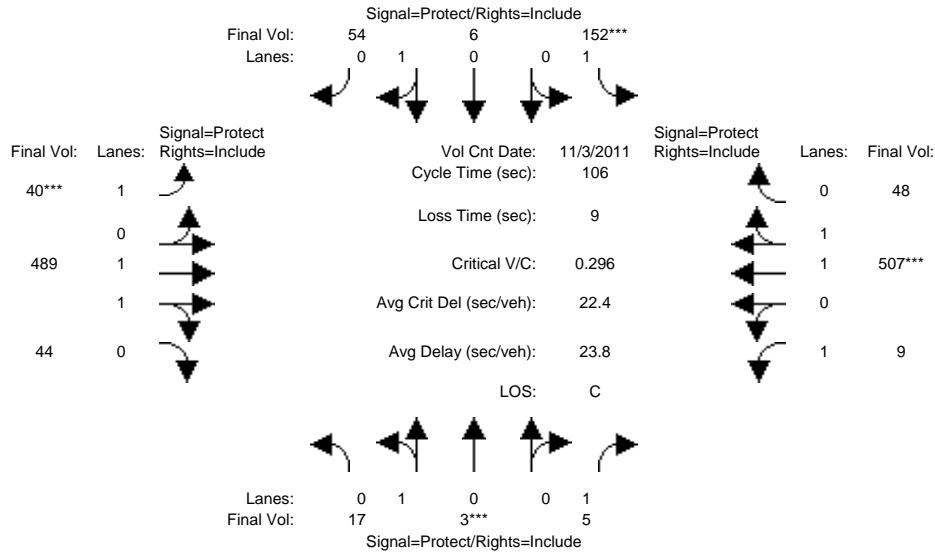 Signal=Protect/Rights=Include
Final Vol: 54 6 152***
Lanes: 0 1 0 0 1
Signal=Protect
Final Vol: Lanes: Rights=Include
Vol Cnt Date: 11/3/2011
Signal=Protect
Rights=Include Lanes: Final Vol:
Cycle Time (sec): 106
40*** 1
0 48
Loss Time (sec): 9
0
1
489 1
Critical V/C: 0.296
1 507***
1
Avg Crit Del (sec/veh): 22.4
0
44 0
Avg Delay (sec/veh): 23.8
1 9
LOS: C
Lanes: 0 1 0 0 1
Final Vol: 17 3*** 5
Signal=Protect/Rights=Include